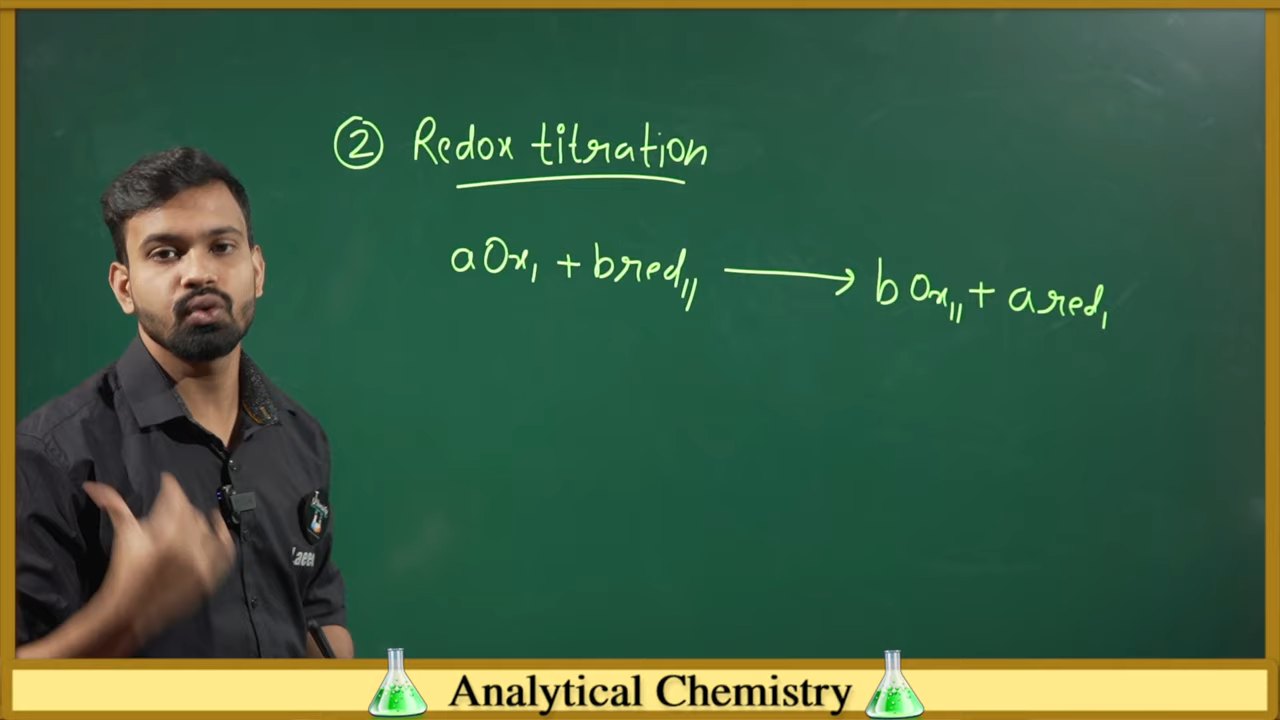 ② Redox titration
aOx₁ + bred₁₁ ⟶ bOx₁₁ + ared₁
Analytical Chemistry